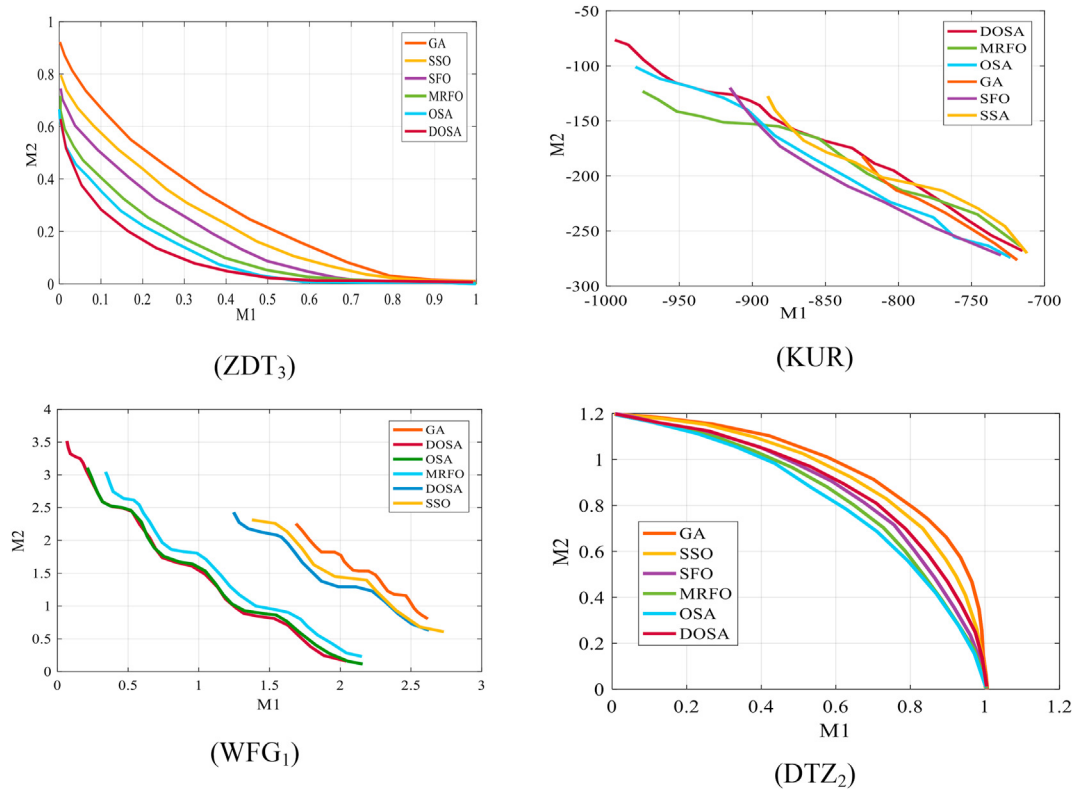 1
0.8
0.6
0.4
0.2
0
M2
0 0.1 0.2 0.3 0.4 0.5 0.6 0.7 0.8 0.9 1
M1
GA
SSO
SFO
MRFO
OSA
DOSA
(ZDT3)
-50
-100
-150
-200
-250
-300
M2
-1000 -950 -900 -850 -800 -750 -700
M1
DOSA
MRFO
OSA
GA
SFO
SSA
(KUR)
4
3.5
3
2.5
2
1.5
1
0.5
0
M2
0 0.5 1 1.5 2 2.5 3
M1
GA
DOSA
OSA
MRFO
DOSA
SSO
(WFG1)
1.2
1
0.8
0.6
0.4
0.2
0
M2
0 0.2 0.4 0.6 0.8 1 1.2
M1
GA
SSO
SFO
MRFO
OSA
DOSA
(DTZ2)